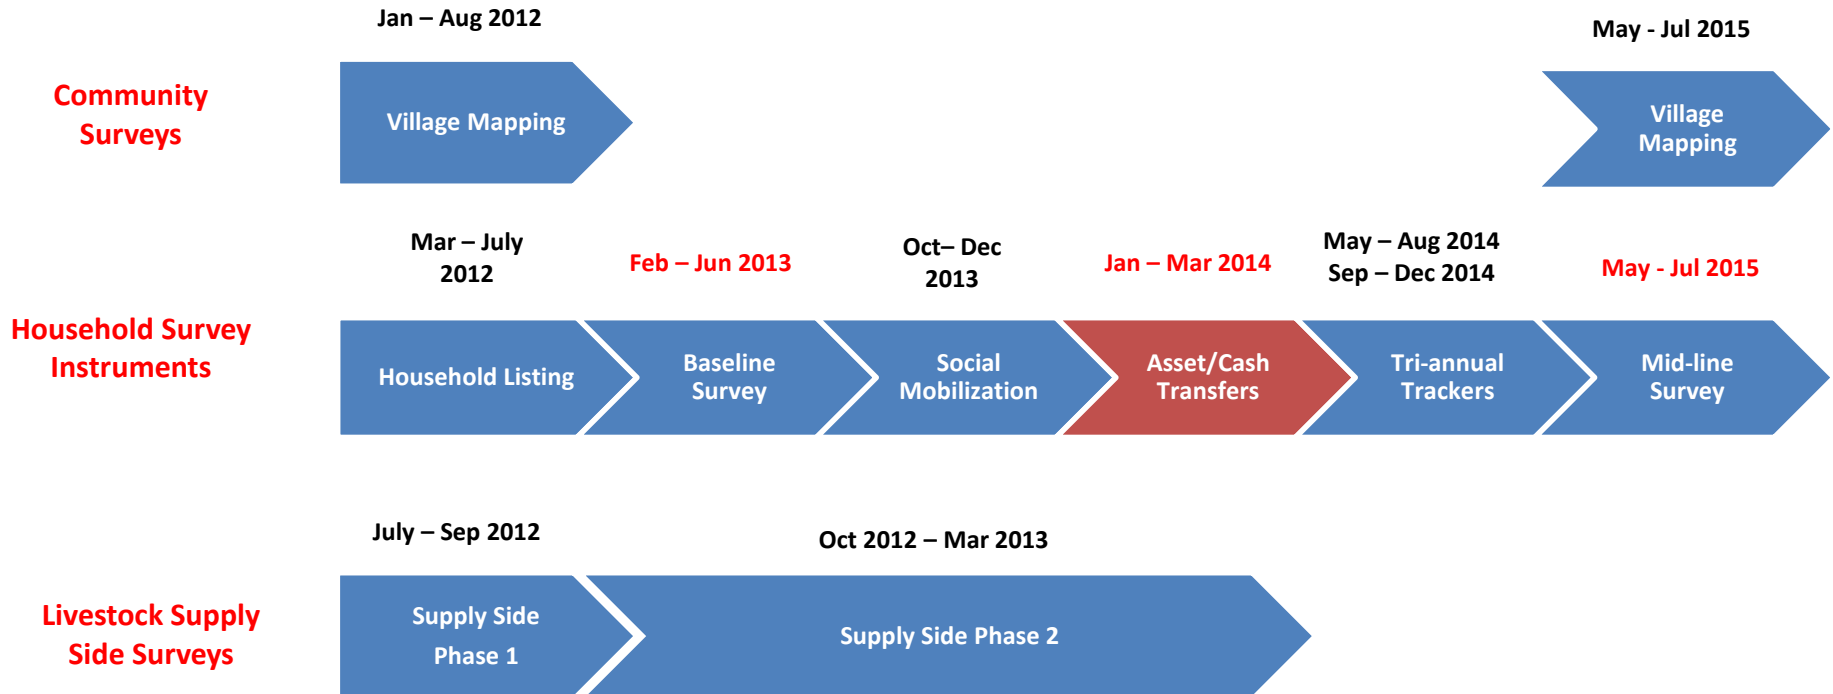 Jan – Aug 2012
May - Jul 2015
Community
Surveys
Village Mapping
Village
Mapping
Mar – July
2012
Feb – Jun 2013
Oct– Dec
2013
Jan – Mar 2014
May – Aug 2014
Sep – Dec 2014
May - Jul 2015
Household Survey
Instruments
Household Listing
Baseline
Survey
Social
Mobilization
Asset/Cash
Transfers
Tri-annual
Trackers
Mid-line
Survey
July – Sep 2012
Oct 2012 – Mar 2013
Livestock Supply
Side Surveys
Supply Side
Phase 1
Supply Side Phase 2